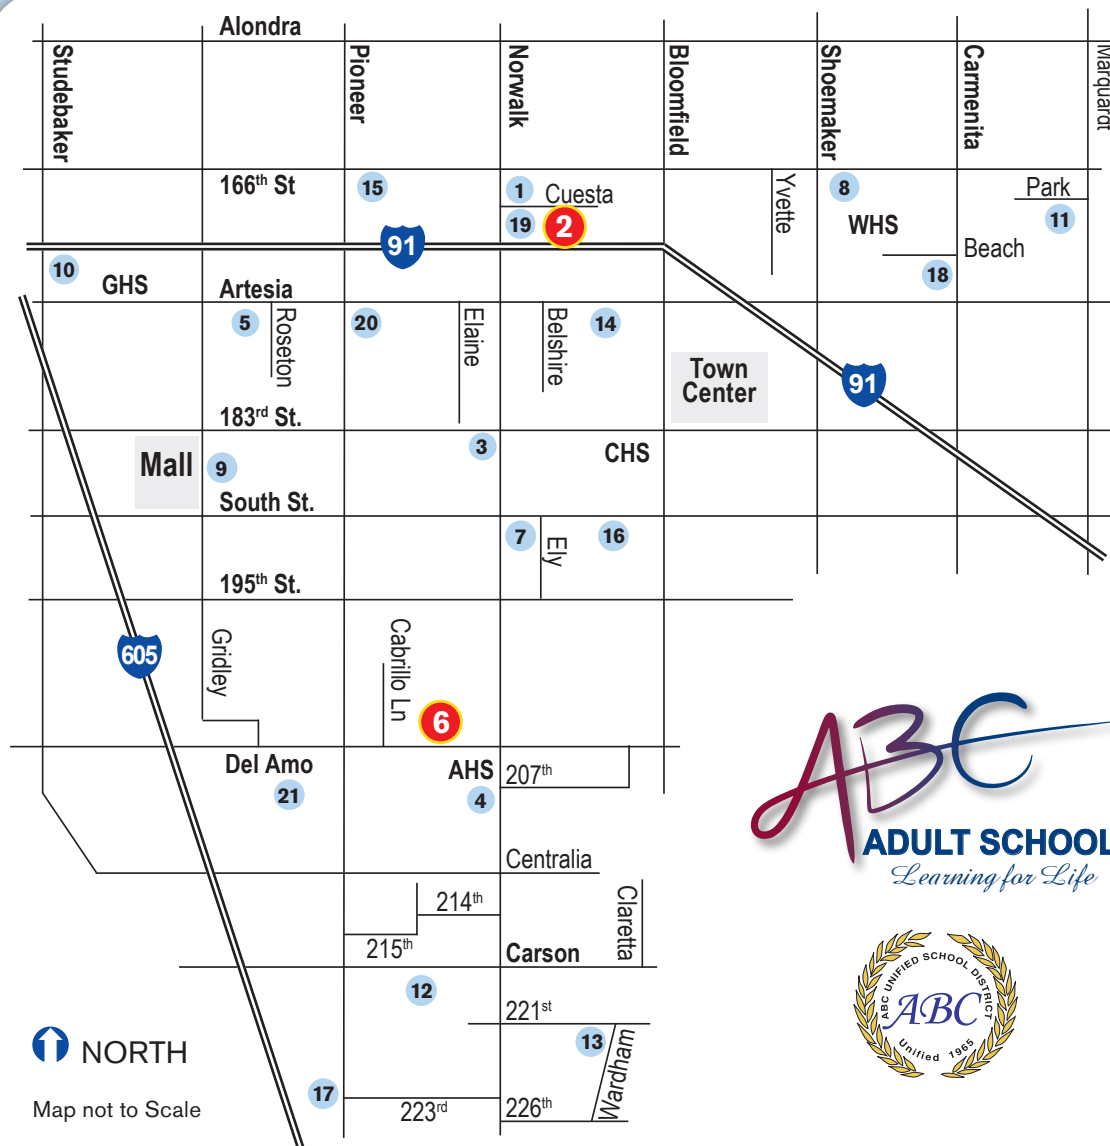 Alondra
Studebaker
Pioneer
Norwalk
Bloomfield
Shoemaker
Carmenita
Marquardt
166th St
15
1
Cuesta
19
2
Yvette
8
WHS
Park
11
91
Beach
18
10
GHS
Artesia
5
Roseton
20
Elaine
Belshire
14
Town
Center
91
183rd St.
Mall
9
3
CHS
South St.
7
Ely
16
195th St.
605
Gridley
Cabrillo Ln
6
Del Amo
21
AHS
4
207th
Centralia
214th
215th
Claretta
Carson
12
221st
13
Wardham
17
223rd
226th
NORTH
Map not to Scale
ABC
ADULT SCHOOL
Learning for Life
ABC UNIFIED SCHOOL DISTRICT
ABC
Unified 1965